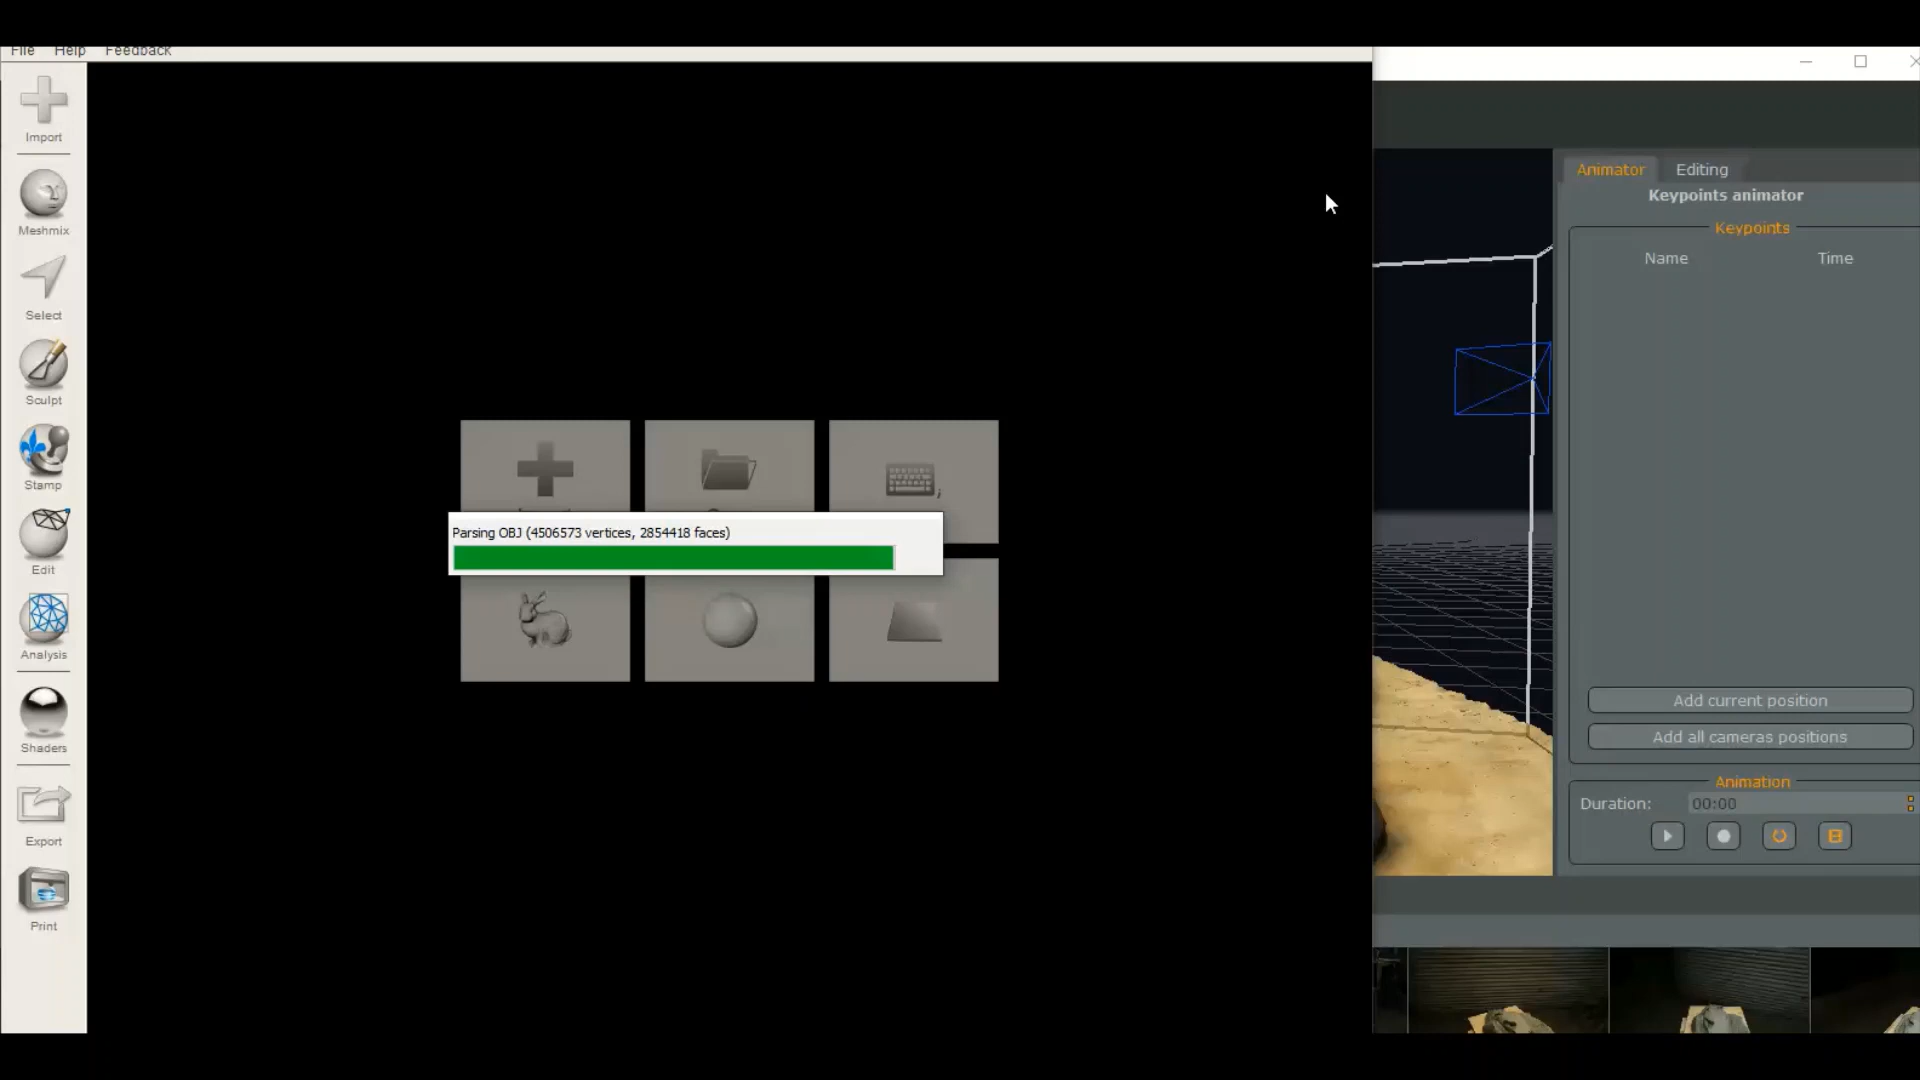 File Help Feedback
Import
Meshmix
Select
Sculpt
Stamp
Edit
Analysis
Shaders
Export
Print
Parsing OBJ (4506573 vertices, 2854418 faces)
Animator Editing
Keypoints animator
Keypoints
Name Time
Add current position
Add all cameras positions
Animation
Duration: 00:00